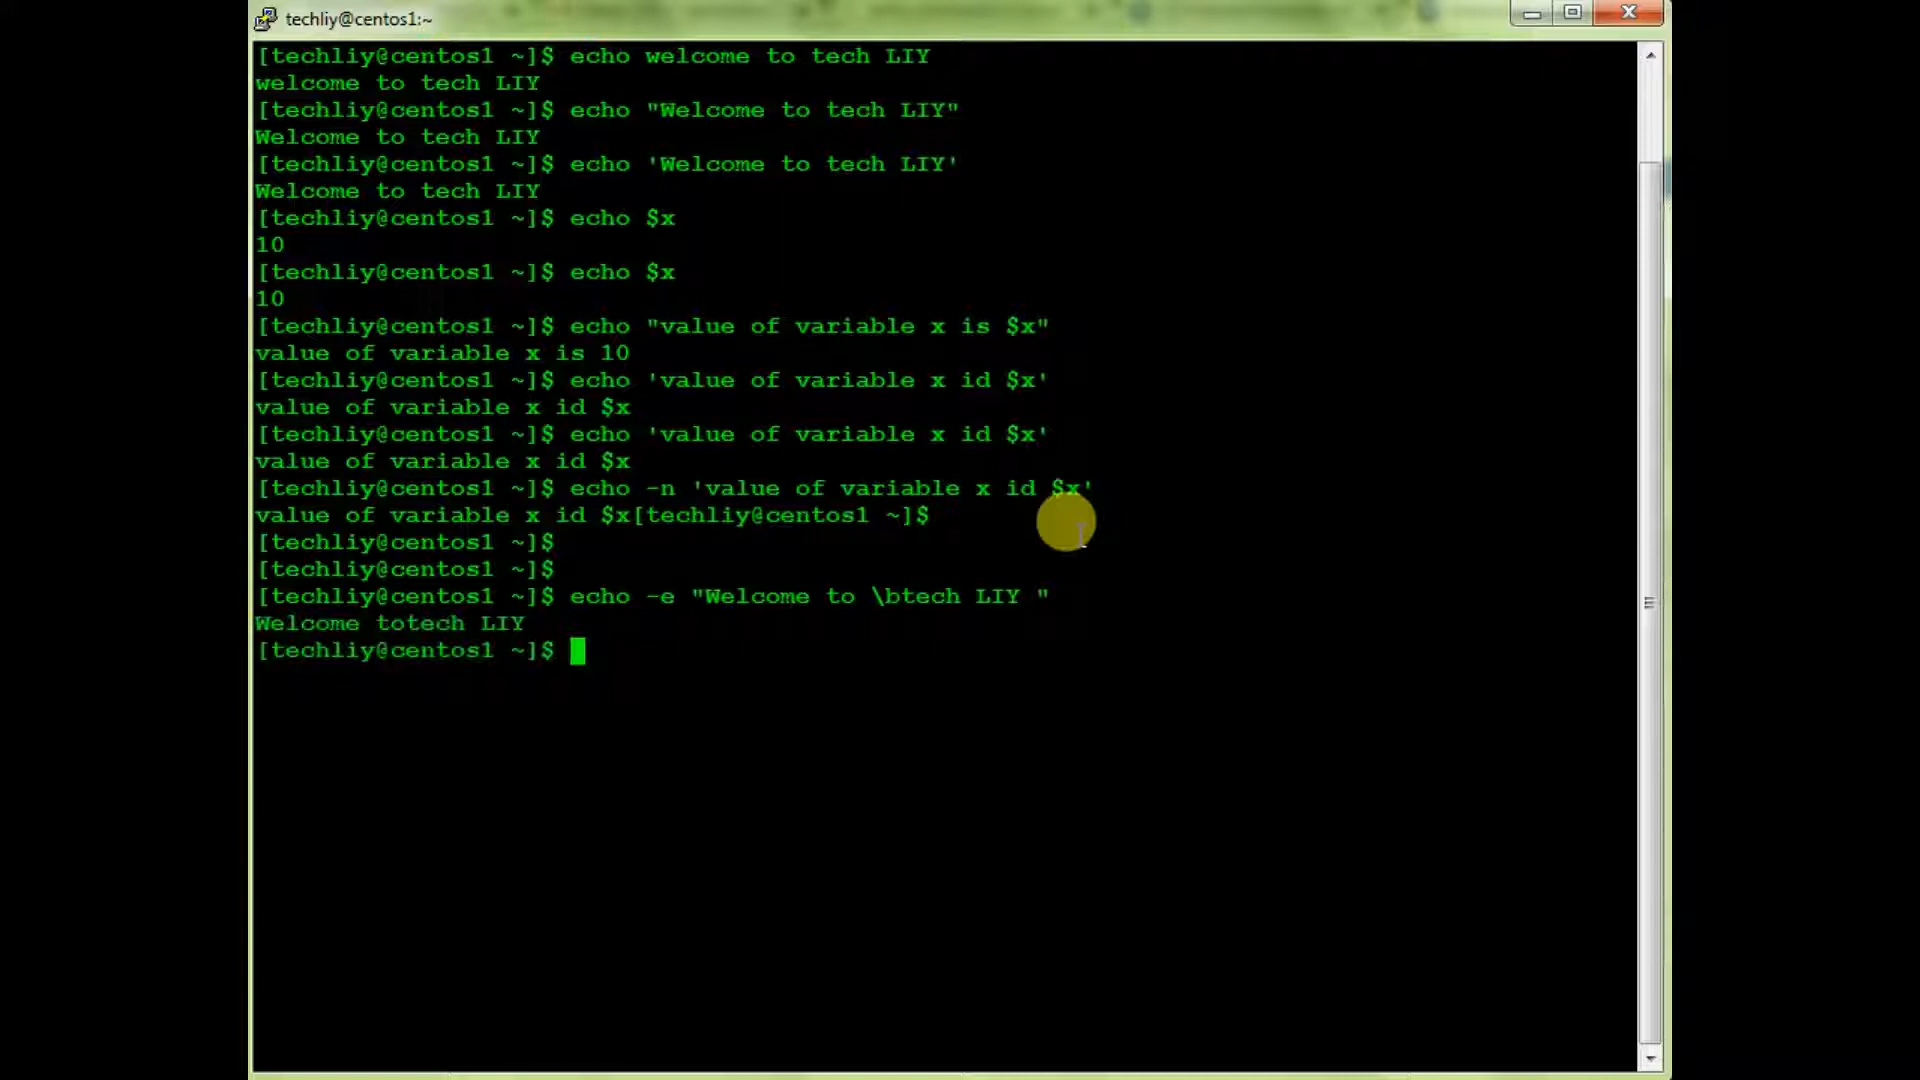 techliy@centos1:~
[techliy@centos1 ~]$ echo welcome to tech LIY
welcome to tech LIY
[techliy@centos1 ~]$ echo "Welcome to tech LIY"
Welcome to tech LIY
[techliy@centos1 ~]$ echo 'Welcome to tech LIY'
Welcome to tech LIY
[techliy@centos1 ~]$ echo $x
10
[techliy@centos1 ~]$ echo $x
10
[techliy@centos1 ~]$ echo "value of variable x is $x"
value of variable x is 10
[techliy@centos1 ~]$ echo 'value of variable x id $x'
value of variable x id $x
[techliy@centos1 ~]$ echo 'value of variable x id $x'
value of variable x id $x
[techliy@centos1 ~]$ echo -n 'value of variable x id $x'
value of variable x id $x[techliy@centos1 ~]$
[techliy@centos1 ~]$
[techliy@centos1 ~]$
[techliy@centos1 ~]$ echo -e "Welcome to \btech LIY "
Welcome totech LIY
[techliy@centos1 ~]$